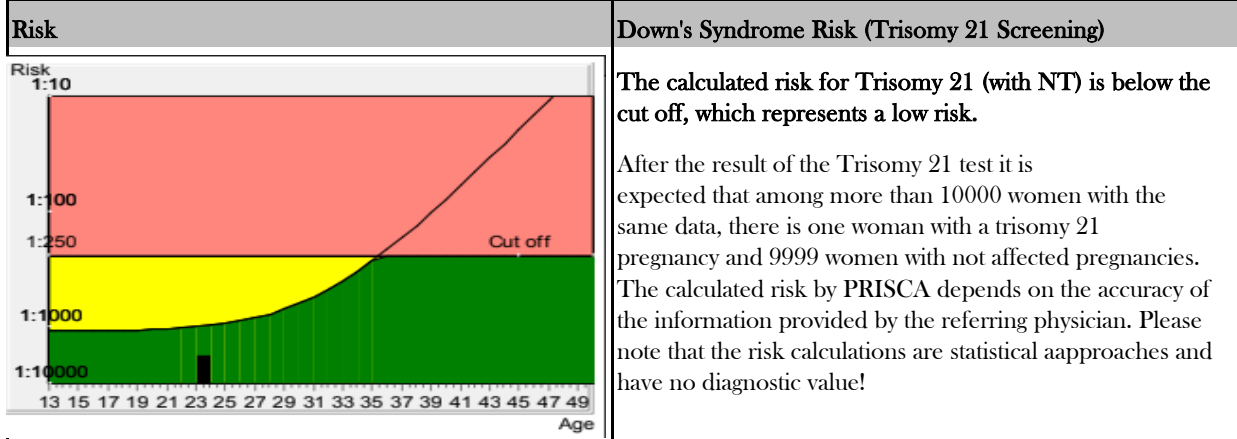 Risk
Down's Syndrome Risk (Trisomy 21 Screening)
Risk
1:10
1:100
1:250
Cut off
1:1000
1:10000
13 15 17 19 21 23 25 27 29 31 33 35 37 39 41 43 45 47 49
Age
The calculated risk for Trisomy 21 (with NT) is below the
cut off, which represents a low risk.
After the result of the Trisomy 21 test it is
expected that among more than 10000 women with the
same data, there is one woman with a trisomy 21
pregnancy and 9999 women with not affected pregnancies.
The calculated risk by PRISCA depends on the accuracy of
the information provided by the referring physician. Please
note that the risk calculations are statistical aapproaches and
have no diagnostic value!